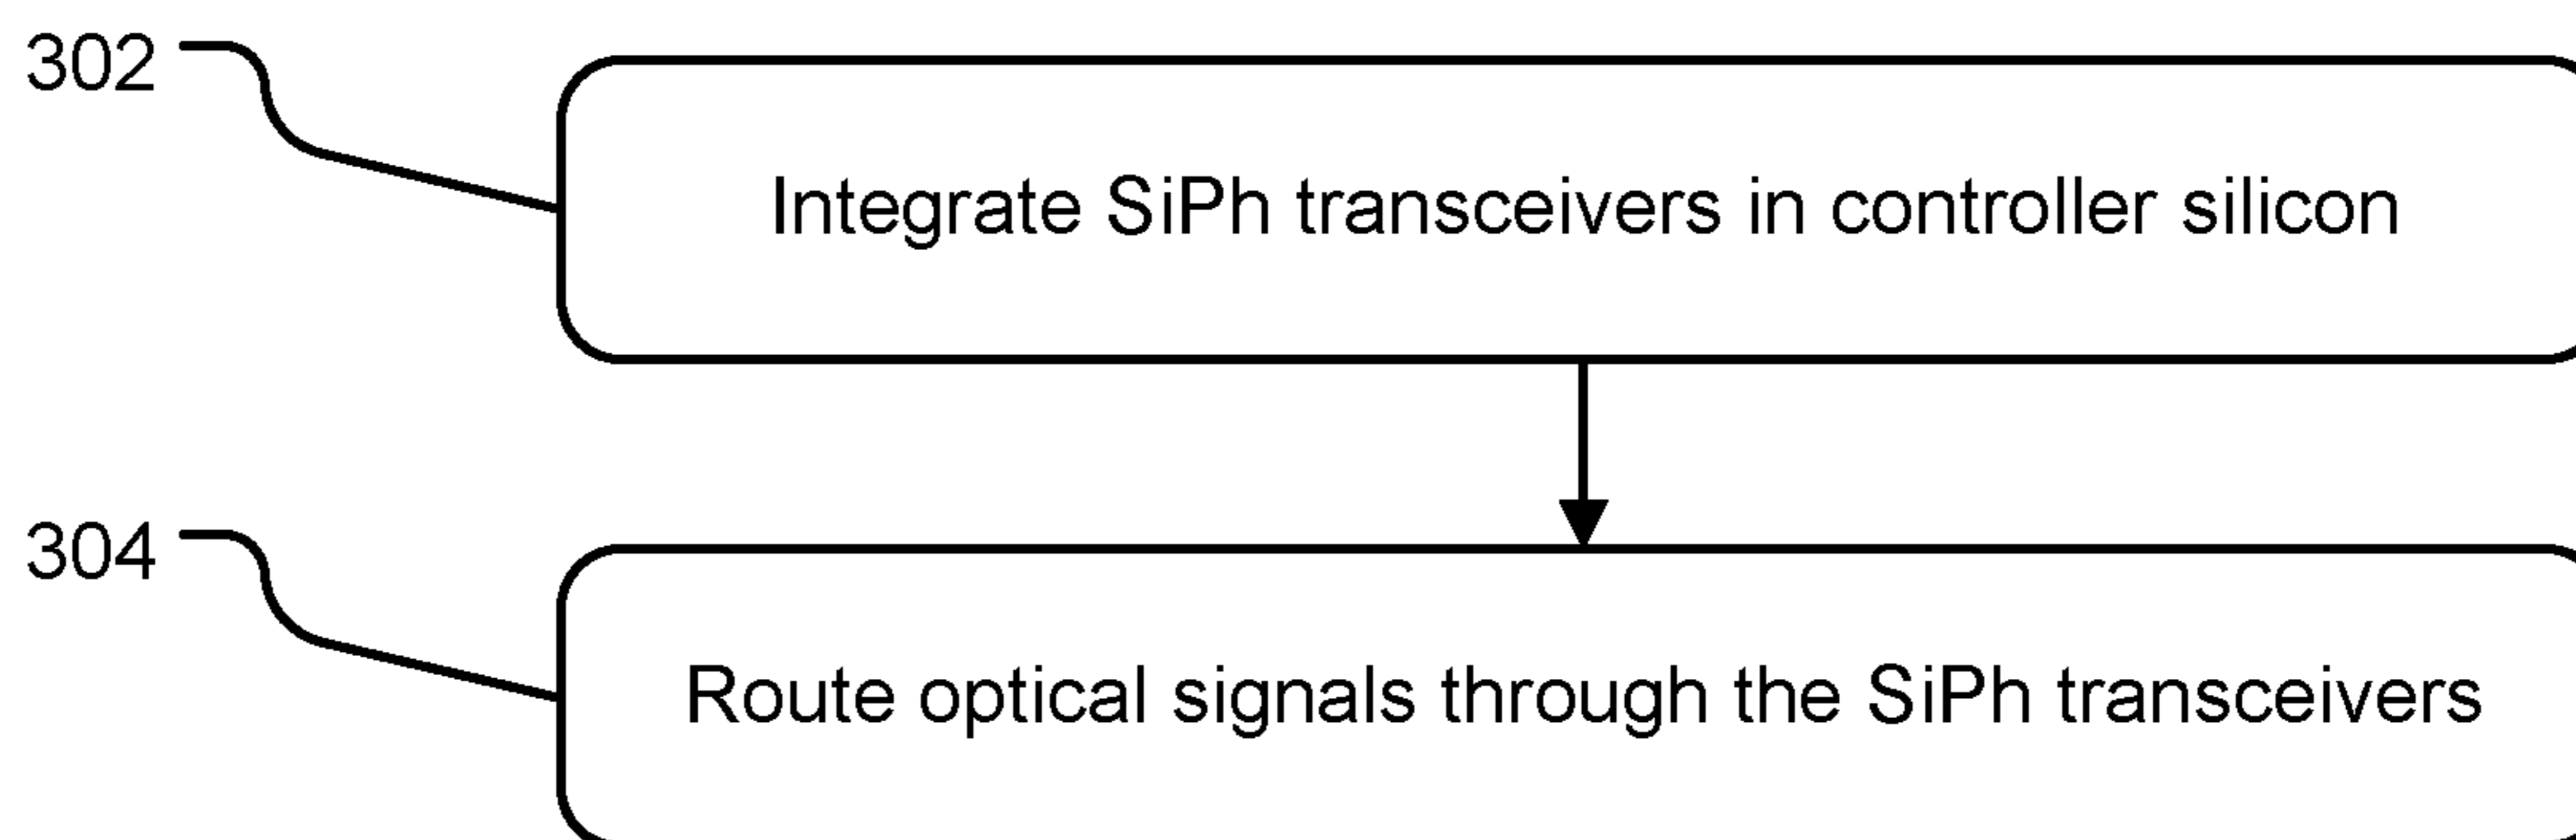 302
Integrate SiPh transceivers in controller silicon
304
Route optical signals through the SiPh transceivers